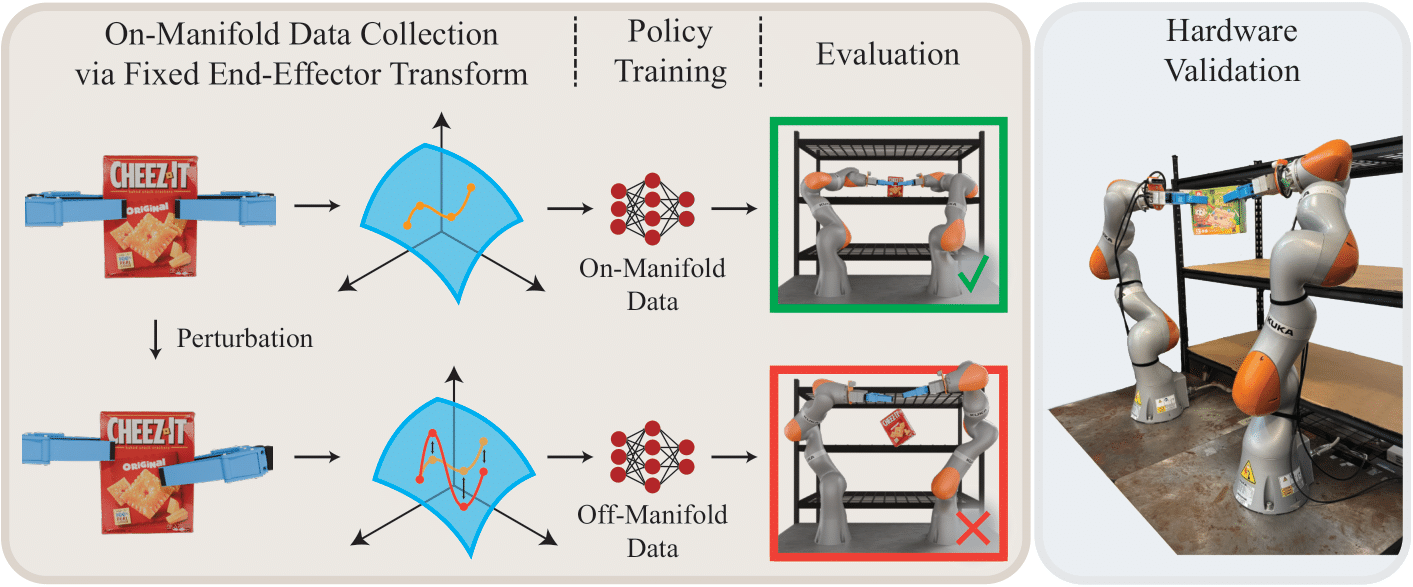 On-Manifold Data Collection
via Fixed End-Effector Transform
Policy
Training
Evaluation
Hardware
Validation
CHEEZ-IT
ORIGINAL
On-Manifold
Data
Perturbation
CHEEZ-IT
ORIGINAL
Off-Manifold
Data
KUKA